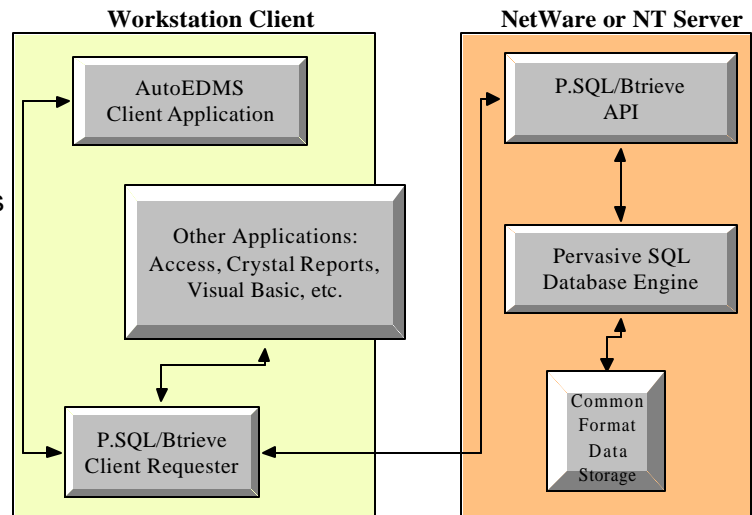 Workstation Client
NetWare or NT Server
AutoEDMS
Client Application
P.SQL/Btrieve
API
s
Other Applications:
Access, Crystal Reports,
Visual Basic, etc.
Pervasive SQL
Database Engine
Common
Format
Data
Storage
P.SQL/Btrieve
Client Requester